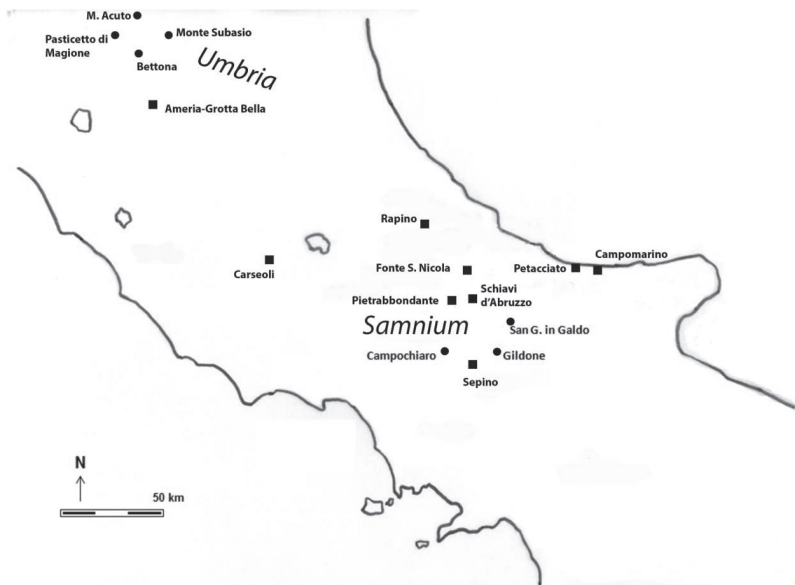 M. Acuto
Pasticetto di
Magione
Monte Subasio
Bettona
Umbria
Ameria-Grotta Bella
Rapino
Carseoli
Fonte S. Nicola
Petacciato
Campomarino
Pietrabbondante
Schiavi
d'Abruzzo
Samnium
San G. in Galdo
Campochiaro
Gildone
Sepino
N
50 km